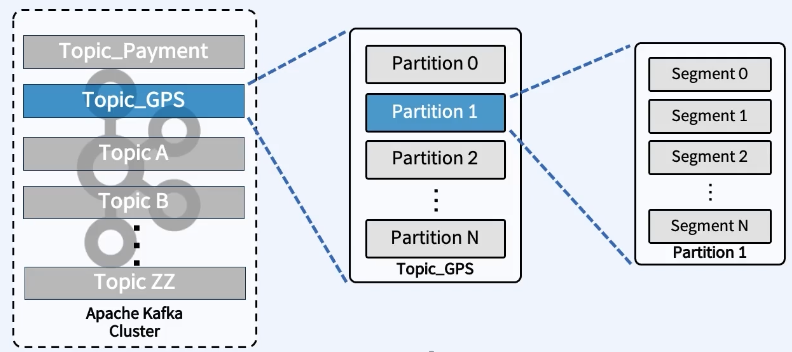 Topic_Payment
Topic_GPS
Topic A
Topic B
Topic ZZ
Apache Kafka
Cluster
Partition 0
Partition 1
Partition 2
Partition N
Topic_GPS
Segment 0
Segment 1
Segment 2
Segment N
Partition 1